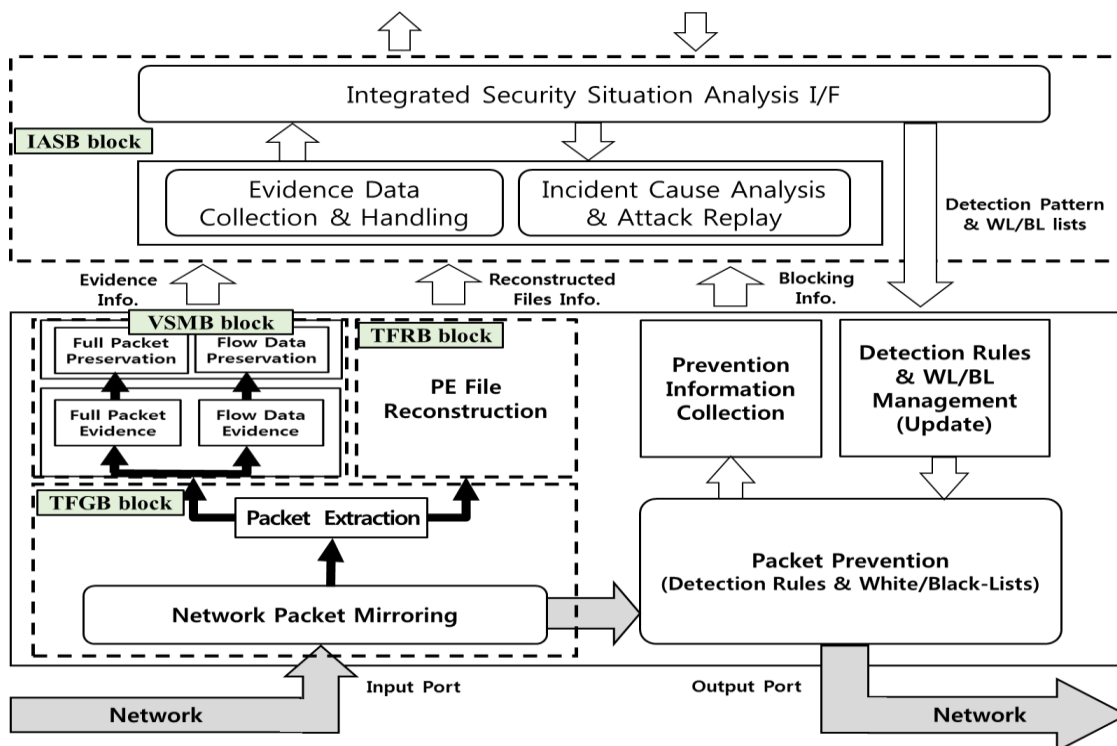 Integrated Security Situation Analysis I/F
IASB block
Evidence Data
Collection & Handling
Incident Cause Analysis
& Attack Replay
Detection Pattern
& WL/BL lists
Evidence
Info.
Reconstructed
Files Info.
Blocking
Info.
VSMB block
Full Packet
Preservation
Flow Data
Preservation
Full Packet
Evidence
Flow Data
Evidence
TFRB block
PE File
Reconstruction
Prevention
Information
Collection
Detection Rules
& WL/BL
Management
(Update)
TFGB block
Packet Extraction
Network Packet Mirroring
Packet Prevention
(Detection Rules & White/Black-Lists)
Input Port
Output Port
Network
Network